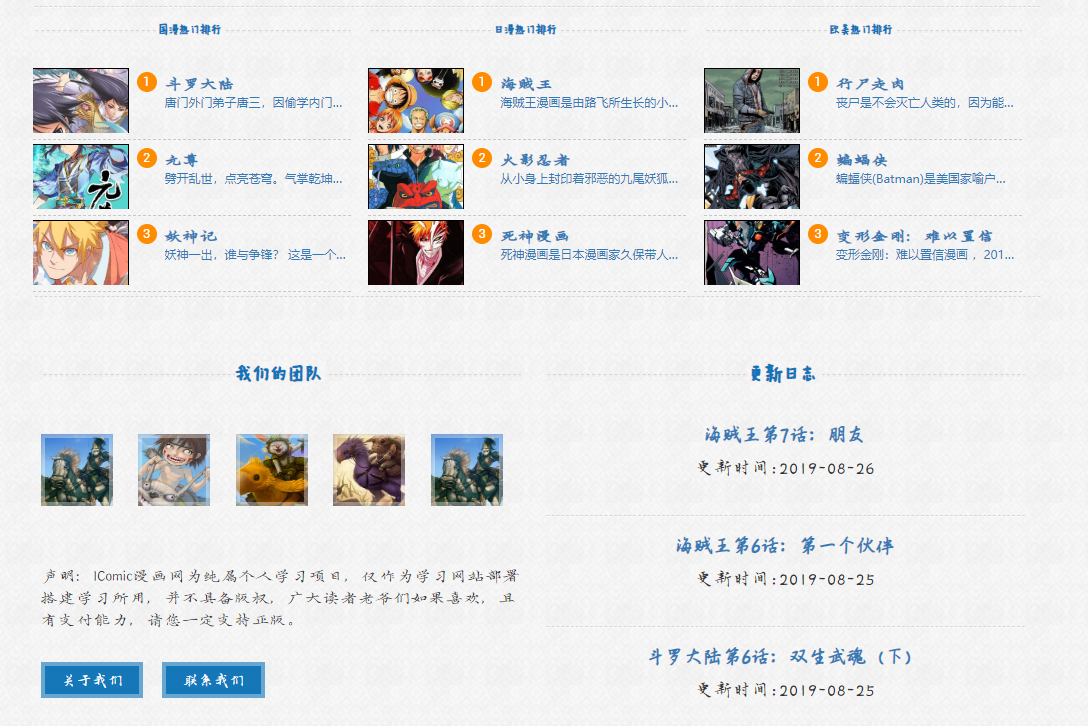 国漫热门排行
1 斗罗大陆
唐门外门弟子唐三，因偷学内门...
2 元尊
劈开乱世，点亮苍穹。气掌乾坤...
3 妖神记
妖神一出，谁与争锋？ 这是一个...
日漫热门排行
1 海贼王
海贼王漫画是由路飞所生长的小...
2 火影忍者
从小身上封印着邪恶的九尾妖狐...
3 死神漫画
死神漫画是日本漫画家久保带人...
欧美热门排行
1 行尸走肉
丧尸是不会灭亡人类的，因为能...
2 蝙蝠侠
蝙蝠侠(Batman)是美国家喻户...
3 变形金刚：难以置信
变形金刚：难以置信漫画 ，201...
我们的团队
声明：IComic漫画网为纯属个人学习项目，仅作为学习网站部署
搭建学习所用，并不具备版权，广大读者老爷们如果喜欢，且
有支付能力，请您一定支持正版。
关于我们
联系我们
更新日志
海贼王第7话：朋友
更新时间:2019-08-26
海贼王第6话：第一个伙伴
更新时间:2019-08-25
斗罗大陆第6话：双生武魂（下）
更新时间:2019-08-25